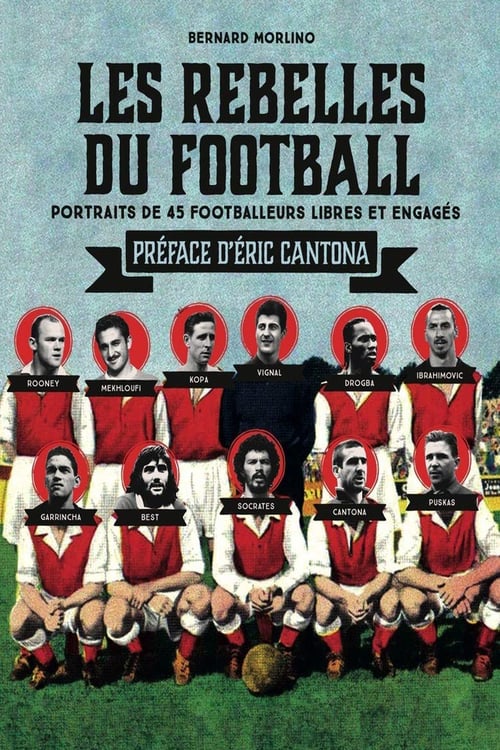 BERNARD MORLINO
LES REBELLES
DU FOOTBALL
PORTRAITS DE 45 FOOTBALLEURS LIBRES ET ENGAGÉS
PRÉFACE D'ÉRIC CANTONA
ROONEY
MEKHLOUFI
KOPA
VIGNAL
DROGBA
IBRAHIMOVIC
GARRINCHA
BEST
SOCRATES
CANTONA
PUSKAS